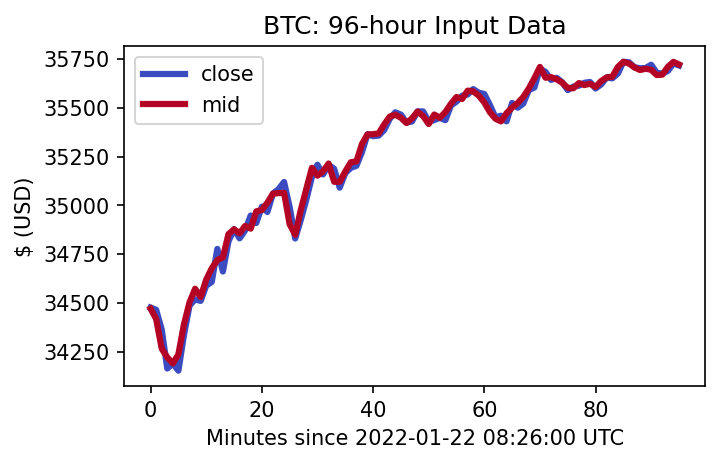 BTC: 96-hour Input Data
close
mid
$ (USD)
35750
35500
35250
35000
34750
34500
34250
0 20 40 60 80
Minutes since 2022-01-22 08:26:00 UTC